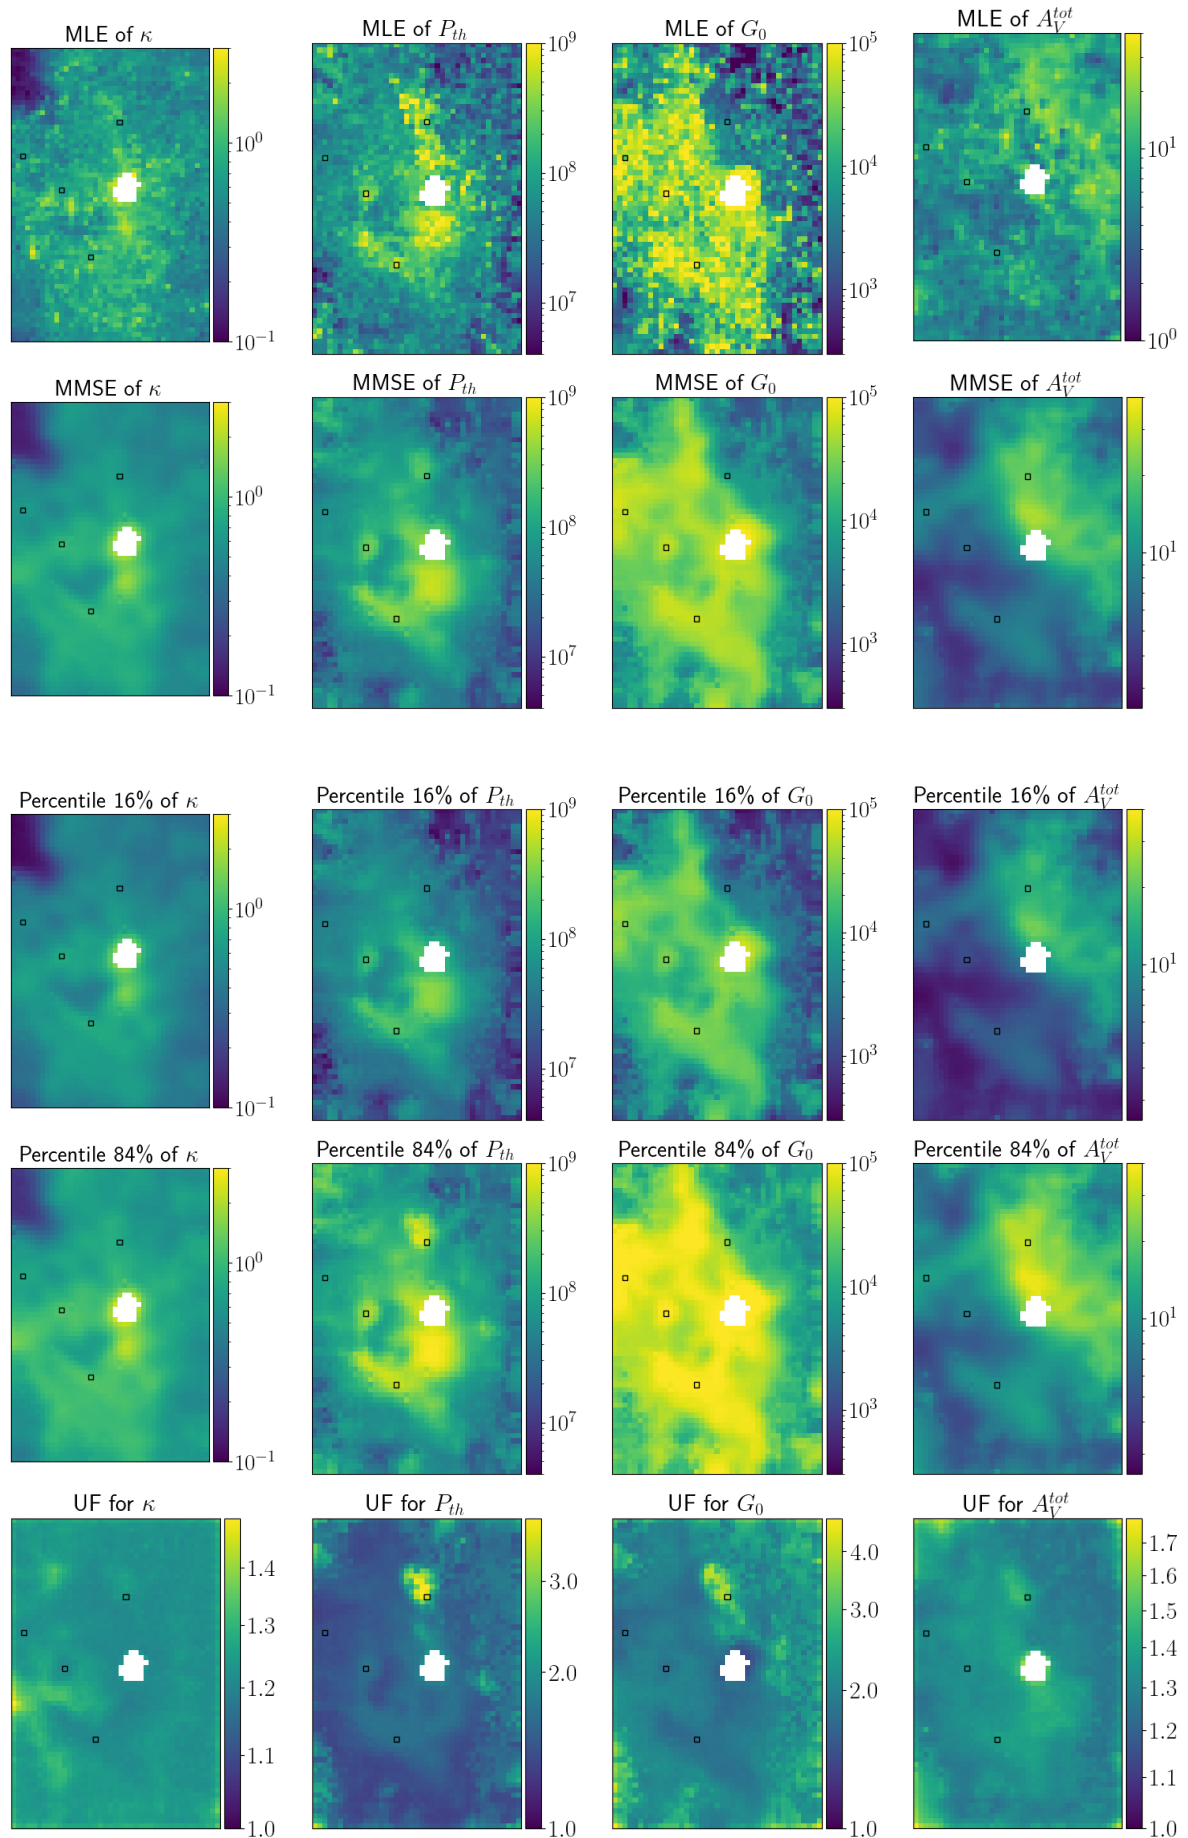 MLE of κ
MLE of P_th
MLE of G_0
MLE of A_V^tot
10^0
10^-1
10^9
10^8
10^7
10^5
10^4
10^3
10^1
10^0
MMSE of κ
MMSE of P_th
MMSE of G_0
MMSE of A_V^tot
10^0
10^-1
10^9
10^8
10^7
10^5
10^4
10^3
10^1
Percentile 16% of κ
Percentile 16% of P_th
Percentile 16% of G_0
Percentile 16% of A_V^tot
10^0
10^-1
10^9
10^8
10^7
10^5
10^4
10^3
10^1
Percentile 84% of κ
Percentile 84% of P_th
Percentile 84% of G_0
Percentile 84% of A_V^tot
10^0
10^-1
10^9
10^8
10^7
10^5
10^4
10^3
10^1
UF for κ
UF for P_th
UF for G_0
UF for A_V^tot
1.4
1.3
1.2
1.1
1.0
3.0
2.0
1.0
4.0
3.0
2.0
1.0
1.7
1.6
1.5
1.4
1.3
1.2
1.1
1.0